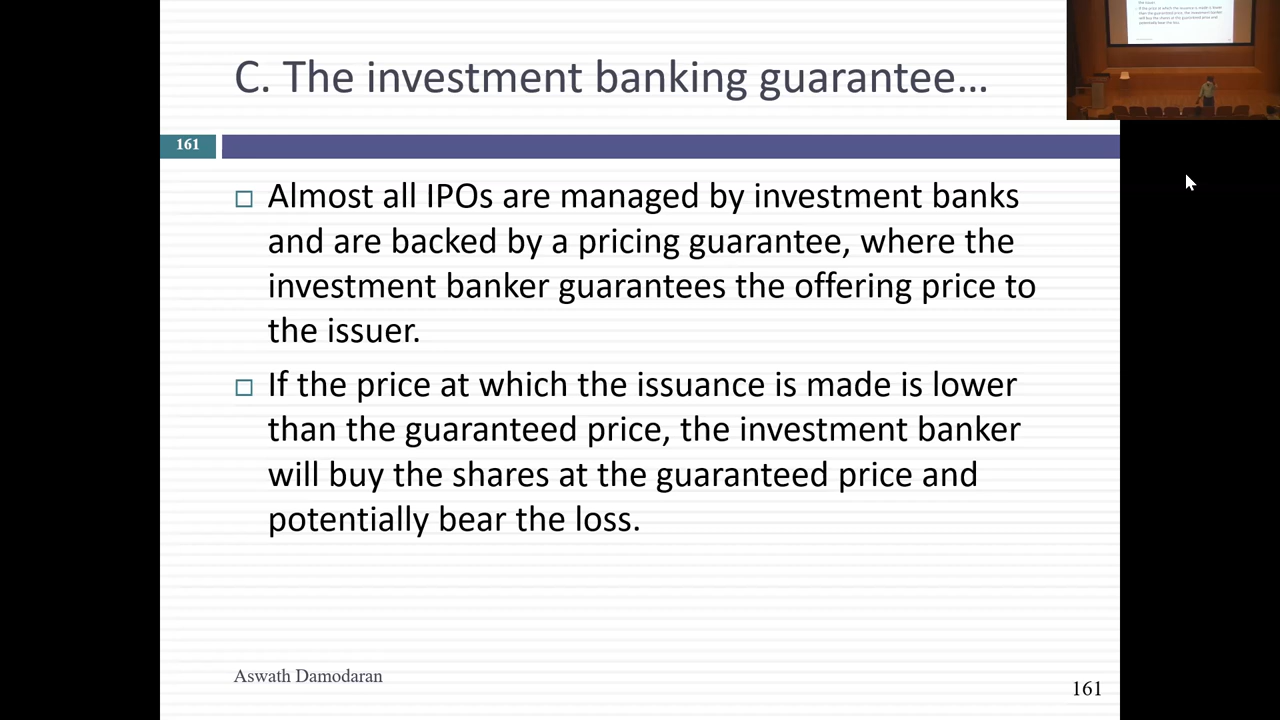 C. The investment banking guarantee…
161
Almost all IPOs are managed by investment banks
and are backed by a pricing guarantee, where the
investment banker guarantees the offering price to
the issuer.
If the price at which the issuance is made is lower
than the guaranteed price, the investment banker
will buy the shares at the guaranteed price and
potentially bear the loss.
Aswath Damodaran
161